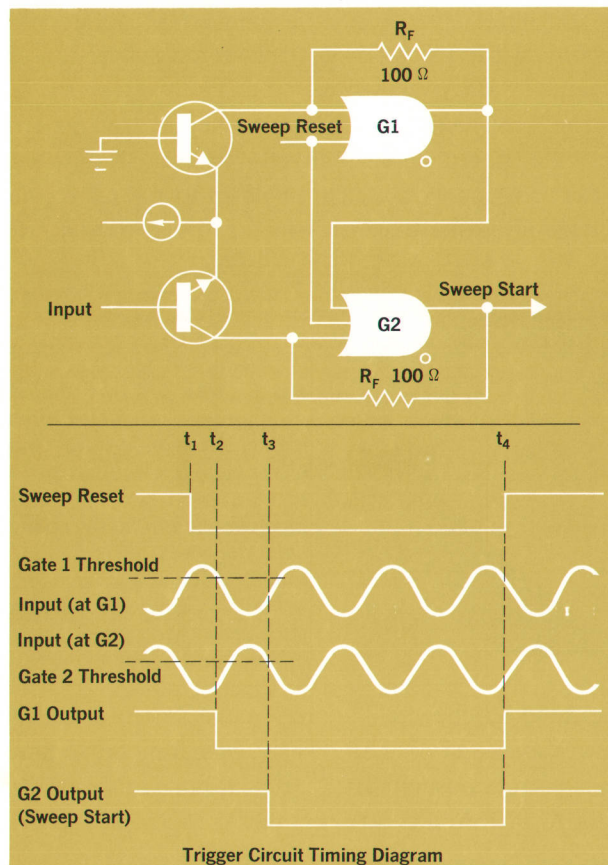 R_F
100 Ω
Sweep Reset
G1
Input
G2
Sweep Start
R_F 100 Ω
t₁ t₂ t₃ t₄
Sweep Reset
Gate 1 Threshold
Input (at G1)
Input (at G2)
Gate 2 Threshold
G1 Output
G2 Output
(Sweep Start)
Trigger Circuit Timing Diagram